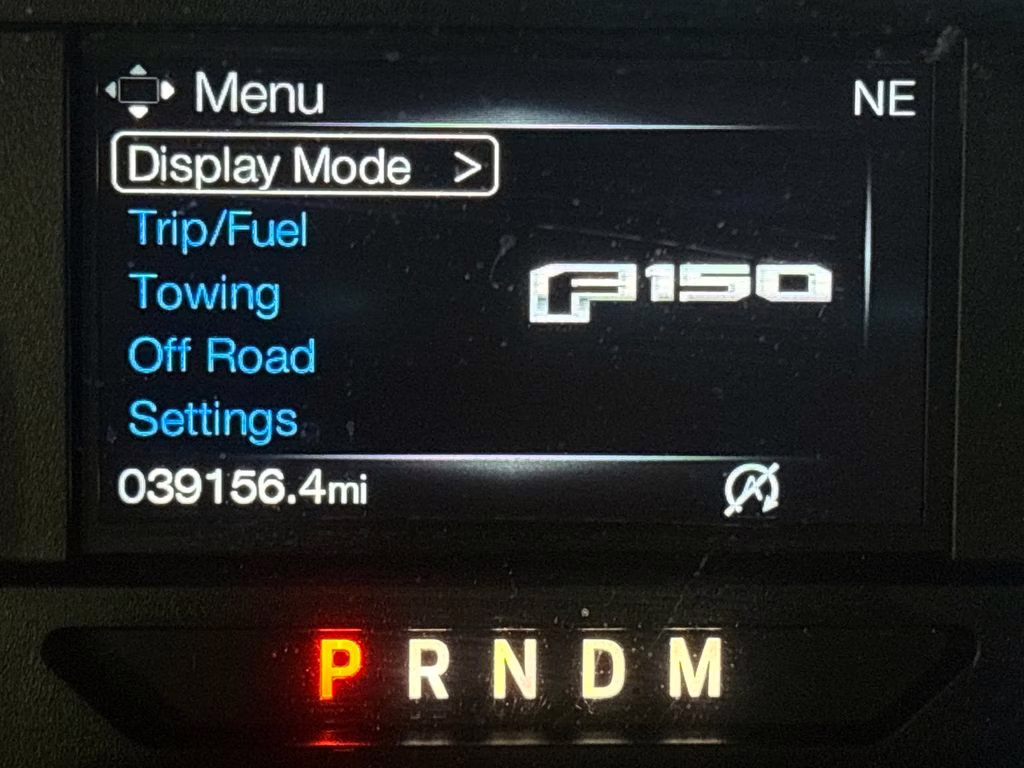 Menu
NE
Display Mode >
Trip/Fuel
Towing
F150
Off Road
Settings
039156.4mi
A
P R N D M